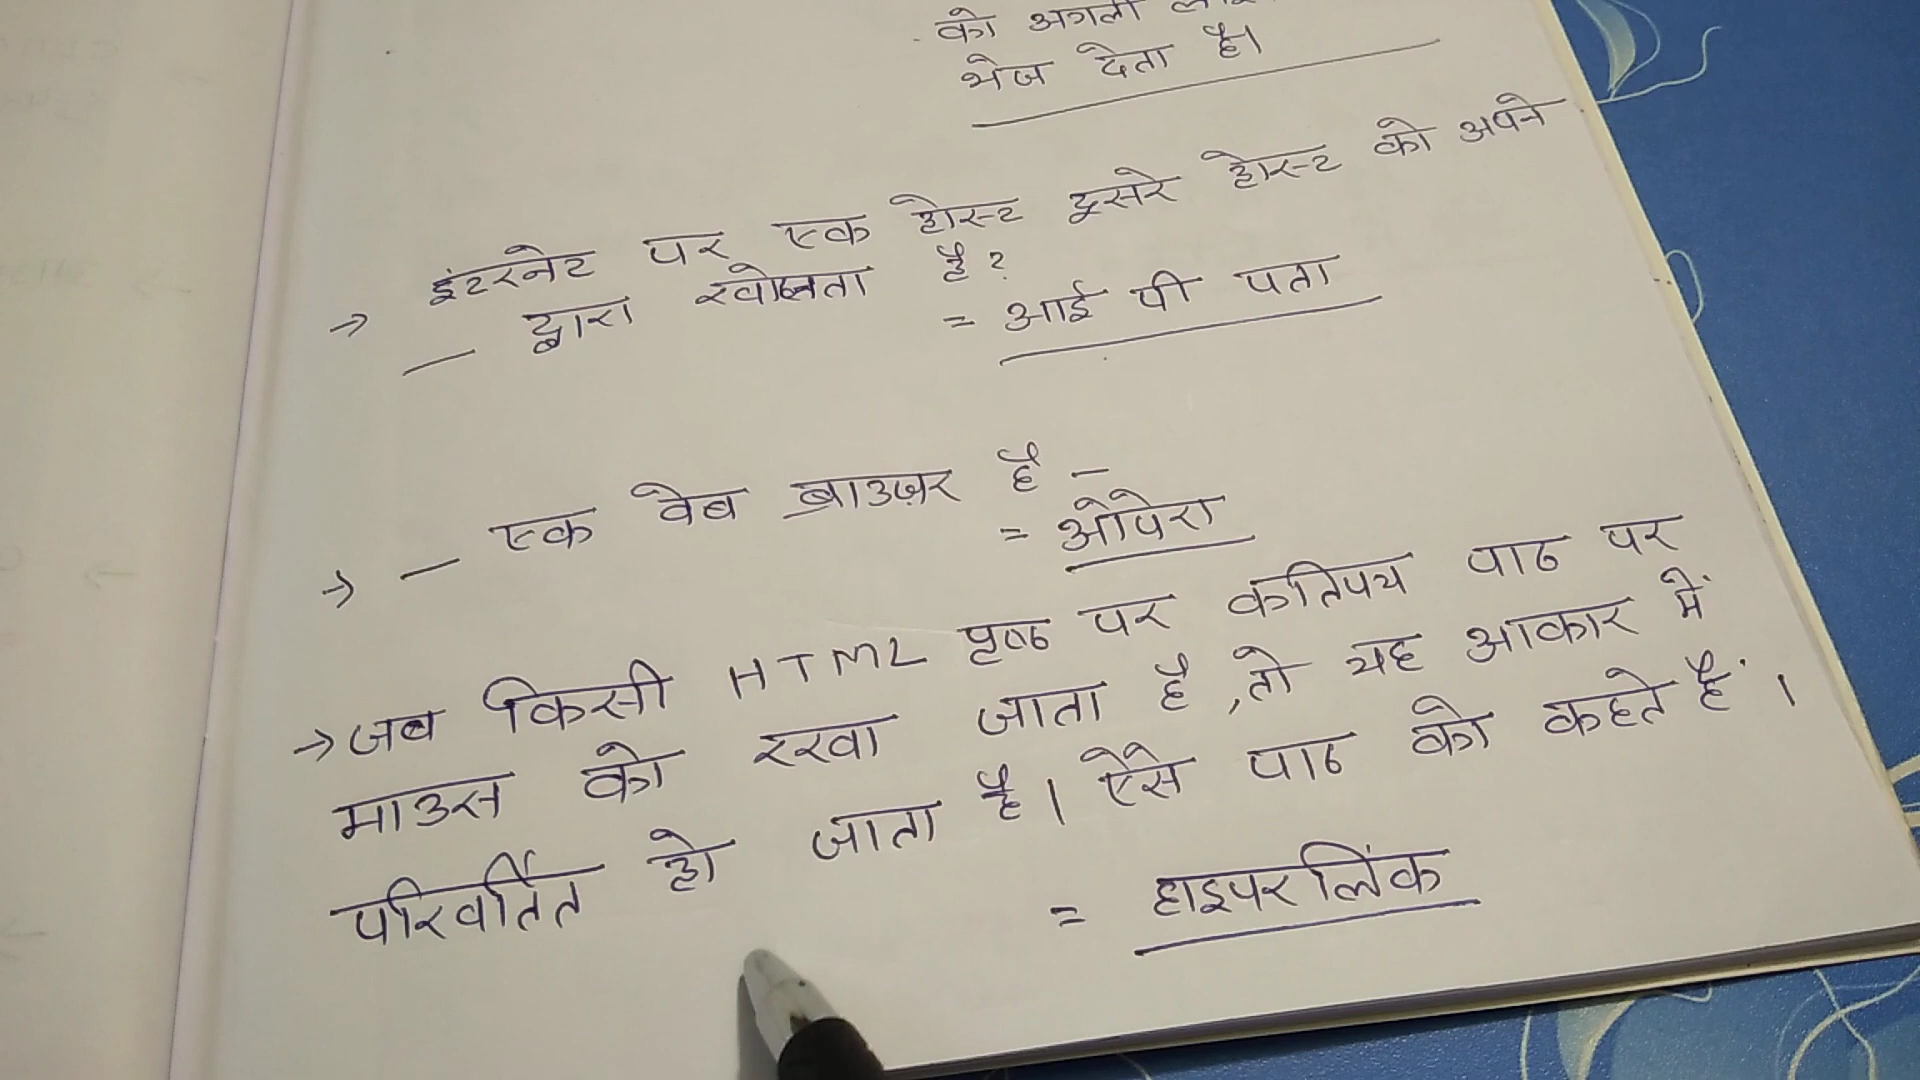 को अगली
भेज देता है।
→ इंटरनेट पर एक होस्ट दुसरे होस्ट को अपने
— द्वारा खोजता है?
= आई पी पता
→ — एक वेब ब्राउज़र है —
= ओपेरा
→ जब किसी HTML पृष्ठ पर कतिपय पाठ पर
माउस को रखा जाता है, तो यह आकार में
परिवर्तित हो जाता है। ऐसे पाठ को कहते हैं।
= हाइपर लिंक